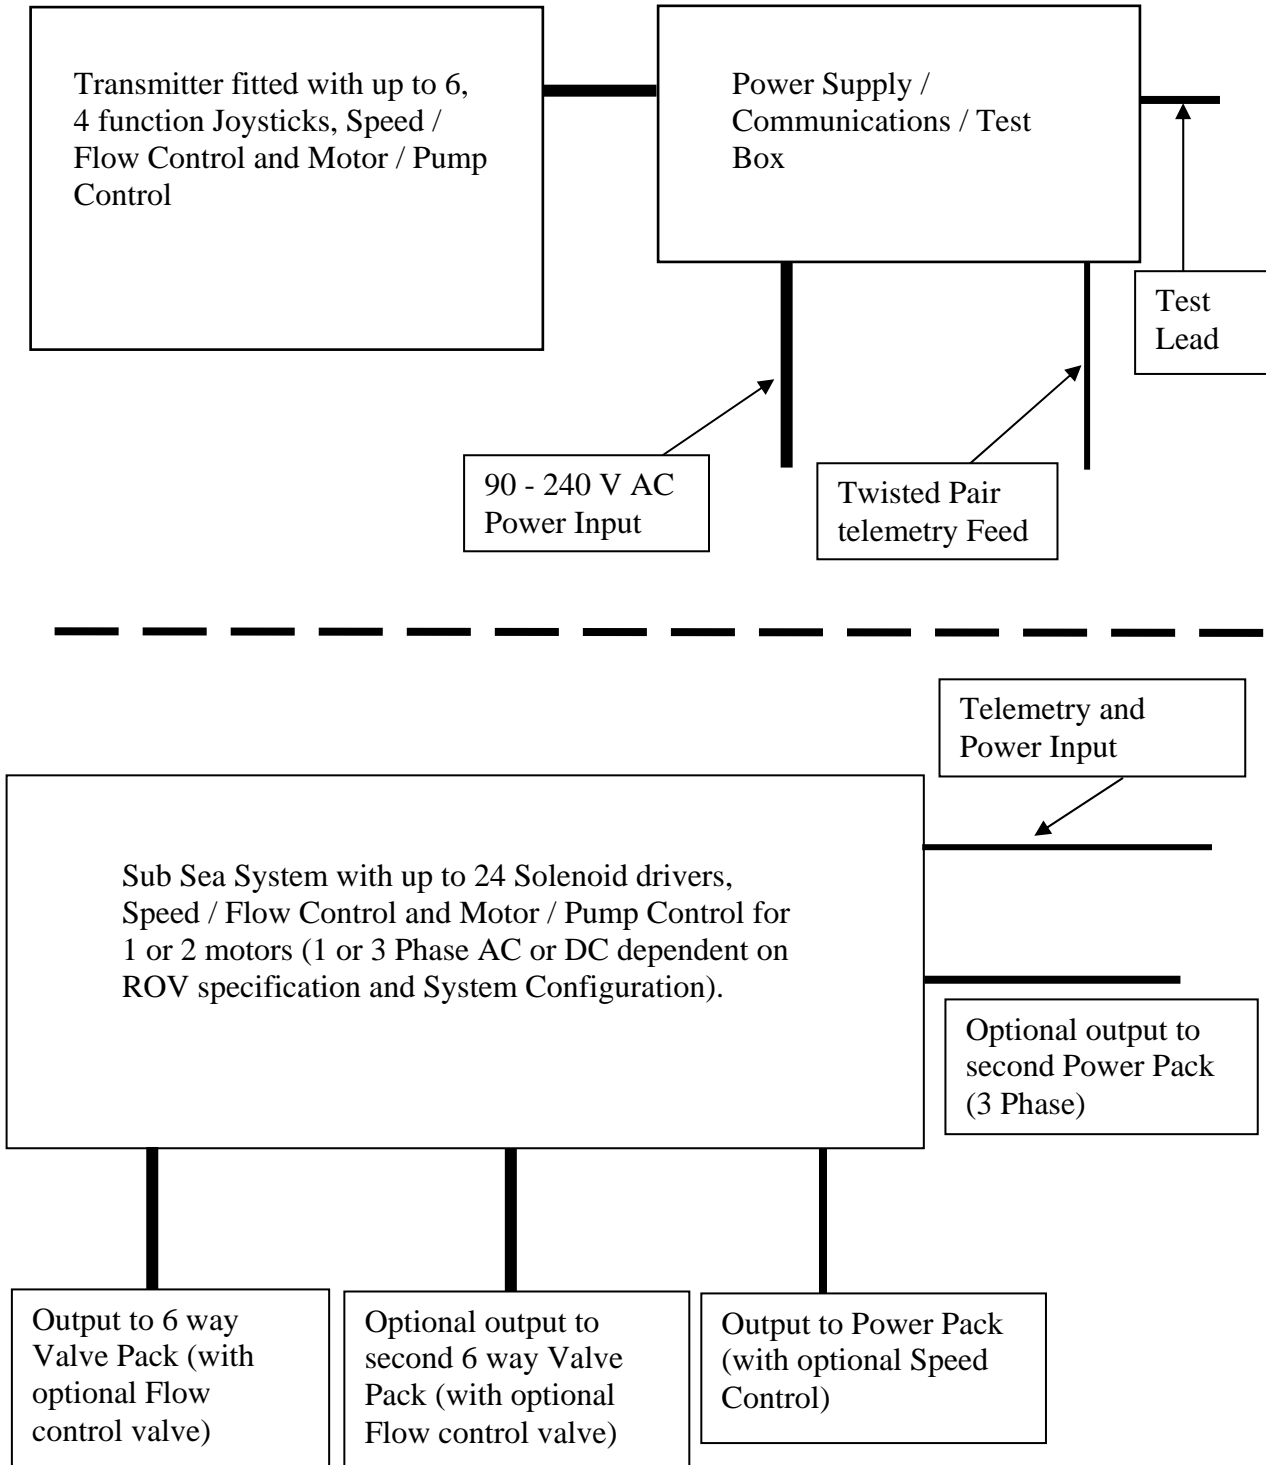 Transmitter fitted with up to 6,
4 function Joysticks, Speed /
Flow Control and Motor / Pump
Control
Power Supply /
Communications / Test
Box
Test
Lead
90 - 240 V AC
Power Input
Twisted Pair
telemetry Feed
Telemetry and
Power Input
Sub Sea System with up to 24 Solenoid drivers,
Speed / Flow Control and Motor / Pump Control for
1 or 2 motors (1 or 3 Phase AC or DC dependent on
ROV specification and System Configuration).
Optional output to
second Power Pack
(3 Phase)
Output to 6 way
Valve Pack (with
optional Flow
control valve)
Optional output to
second 6 way Valve
Pack (with optional
Flow control valve)
Output to Power Pack
(with optional Speed
Control)